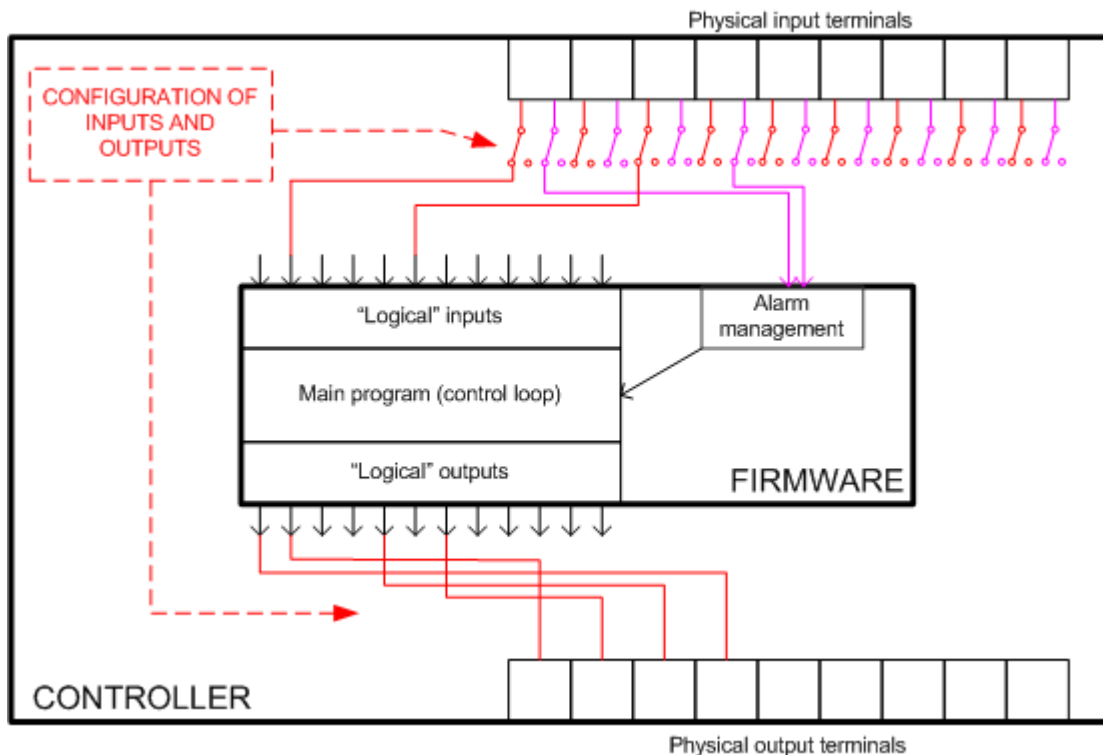 Physical input terminals
CONFIGURATION OF
INPUTS AND
OUTPUTS
“Logical” inputs
Alarm
management
Main program (control loop)
“Logical” outputs
FIRMWARE
CONTROLLER
Physical output terminals